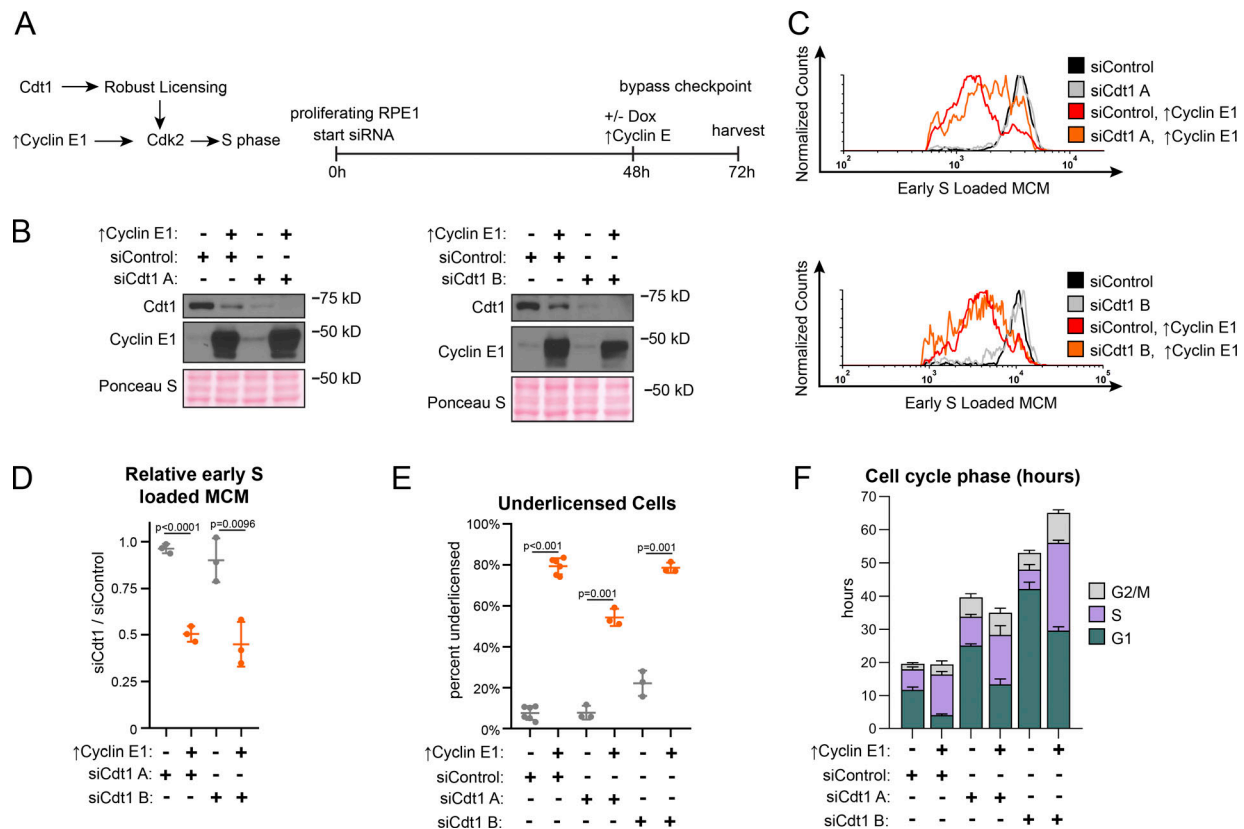 A
Cdt1
Robust Licensing
↑Cyclin E1
Cdk2
S phase
proliferating RPE1
start siRNA
bypass checkpoint
+/- Dox
↑Cyclin E
harvest
0h
48h
72h
B
↑Cyclin E1: - + - +
siControl: + + - -
siCdt1 A: - - + +
Cdt1
–75 kD
Cyclin E1
–50 kD
Ponceau S
–50 kD
↑Cyclin E1: - + - +
siControl: + + - -
siCdt1 B: - - + +
Cdt1
–75 kD
Cyclin E1
–50 kD
Ponceau S
–50 kD
C
Normalized Counts
10² 10³ 10⁴
Early S Loaded MCM
siControl
siCdt1 A
siControl, ↑Cyclin E1
siCdt1 A, ↑Cyclin E1
Normalized Counts
10² 10³ 10⁴ 10⁵
Early S Loaded MCM
siControl
siCdt1 B
siControl, ↑Cyclin E1
siCdt1 B, ↑Cyclin E1
D
Relative early S
loaded MCM
p<0.0001
p=0.0096
siCdt1 / siControl
1.0
0.75
0.5
0.25
0
↑Cyclin E1: - + - +
siCdt1 A: + + - -
siCdt1 B: - - + +
E
Underlicensed Cells
percent underlicensed
100%
80%
60%
40%
20%
0%
p<0.001
p=0.001
p=0.001
↑Cyclin E1: - + - + - +
siControl: + + - - - -
siCdt1 A: - - + + - -
siCdt1 B: - - - - + +
F
Cell cycle phase (hours)
hours
70
60
50
40
30
20
10
0
G2/M
S
G1
↑Cyclin E1: - + - + - +
siControl: + + - - - -
siCdt1 A: - - + + - -
siCdt1 B: - - - - + +